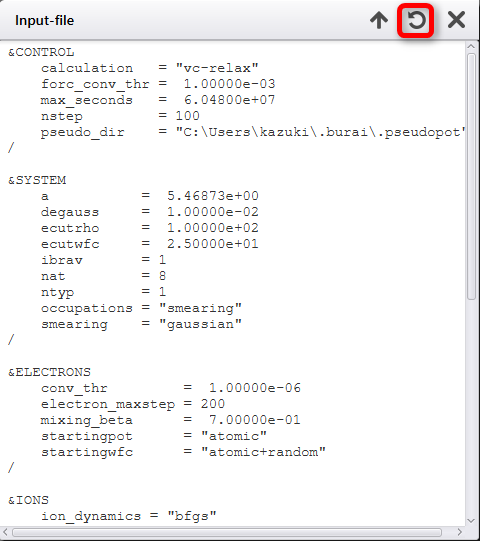 Input-file
&CONTROL
    calculation   = "vc-relax"
    forc_conv_thr =  1.00000e-03
    max_seconds   =  6.04800e+07
    nstep         = 100
    pseudo_dir    = "C:\Users\kazuki\.burai\.pseudopot"
/
&SYSTEM
    a           =  5.46873e+00
    degauss     =  1.00000e-02
    ecutrho     =  1.00000e+02
    ecutwfc     =  2.50000e+01
    ibrav       = 1
    nat         = 8
    ntyp        = 1
    occupations = "smearing"
    smearing    = "gaussian"
/
&ELECTRONS
    conv_thr         =  1.00000e-06
    electron_maxstep = 200
    mixing_beta      =  7.00000e-01
    startingpot      = "atomic"
    startingwfc      = "atomic+random"
/
&IONS
    ion_dynamics = "bfgs"